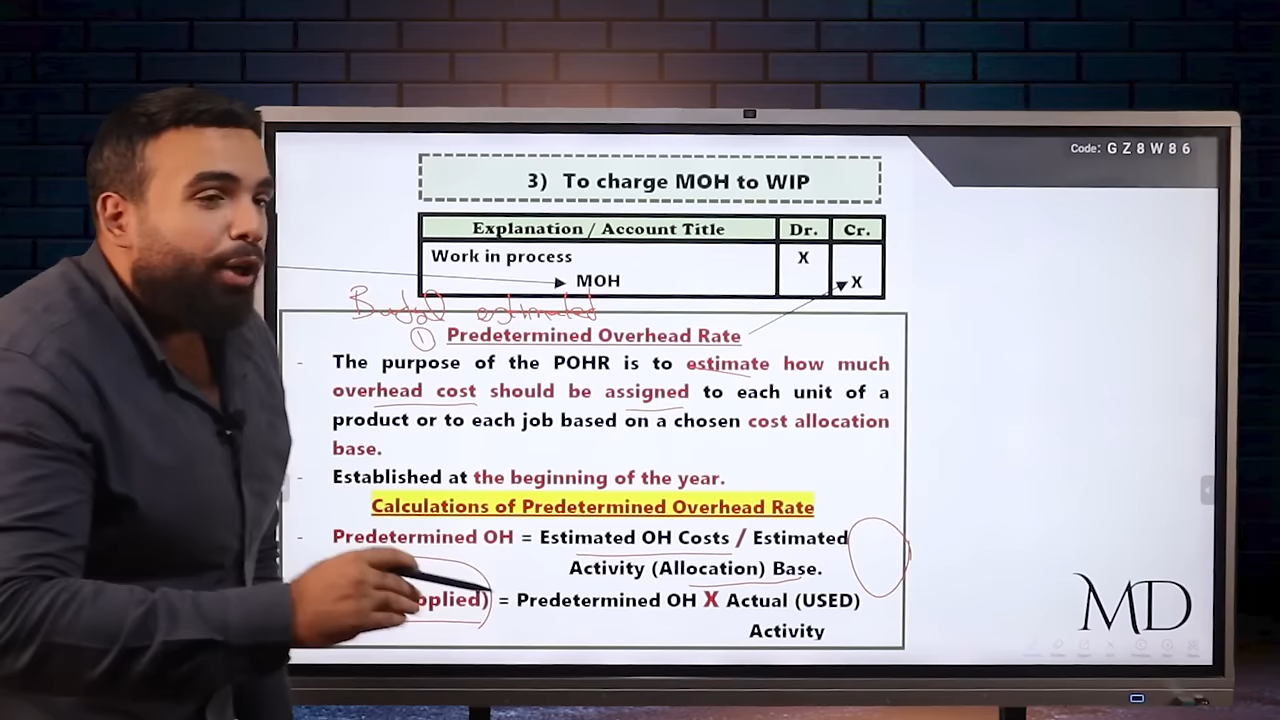 Code: G Z 8 W 8 6
3) To charge MOH to WIP
Explanation / Account Title Dr. Cr.
Work in process X
MOH X
estimated
1
Predetermined Overhead Rate
- The purpose of the POHR is to estimate how much
overhead cost should be assigned to each unit of a
product or to each job based on a chosen cost allocation
base.
- Established at the beginning of the year.
Calculations of Predetermined Overhead Rate
- Predetermined OH = Estimated OH Costs / Estimated
Activity (Allocation) Base.
pplied) = Predetermined OH X Actual (USED)
Activity
MD